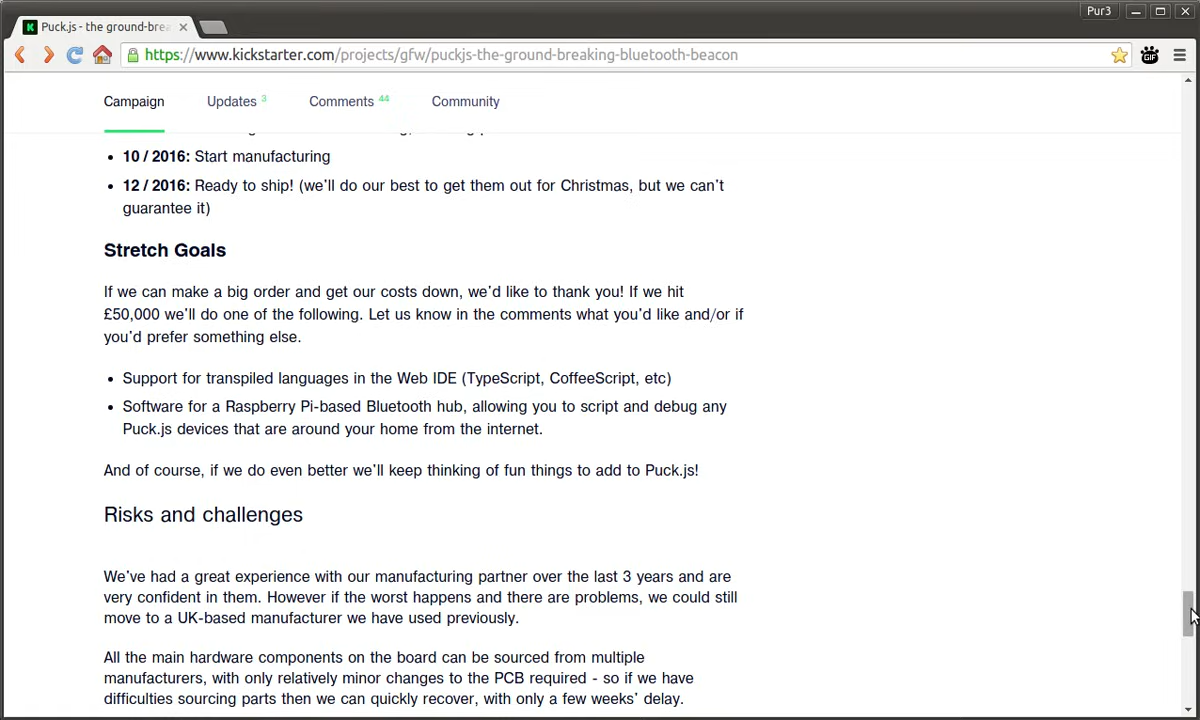 Pur3
Puck.js - the ground-brea
https://www.kickstarter.com/projects/gfw/puckjs-the-ground-breaking-bluetooth-beacon
GIF
Campaign Updates 3 Comments 44 Community
• 10 / 2016: Start manufacturing
• 12 / 2016: Ready to ship! (we'll do our best to get them out for Christmas, but we can't
guarantee it)
Stretch Goals
If we can make a big order and get our costs down, we'd like to thank you! If we hit
£50,000 we'll do one of the following. Let us know in the comments what you'd like and/or if
you'd prefer something else.
• Support for transpiled languages in the Web IDE (TypeScript, CoffeeScript, etc)
• Software for a Raspberry Pi-based Bluetooth hub, allowing you to script and debug any
Puck.js devices that are around your home from the internet.
And of course, if we do even better we'll keep thinking of fun things to add to Puck.js!
Risks and challenges
We've had a great experience with our manufacturing partner over the last 3 years and are
very confident in them. However if the worst happens and there are problems, we could still
move to a UK-based manufacturer we have used previously.
All the main hardware components on the board can be sourced from multiple
manufacturers, with only relatively minor changes to the PCB required - so if we have
difficulties sourcing parts then we can quickly recover, with only a few weeks' delay.